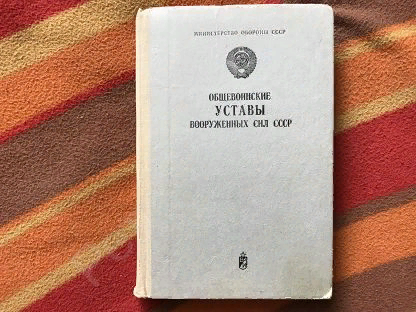 МИНИСТЕРСТВО ОБОРОНЫ СССР
ОБЩЕВОИНСКИЕ
УСТАВЫ
ВООРУЖЕННЫХ СИЛ СССР